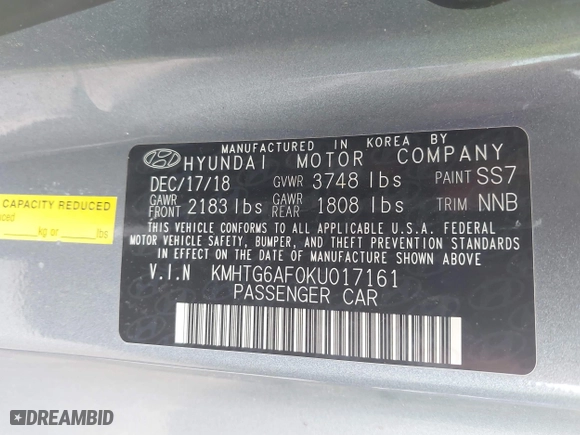 MANUFACTURED IN KOREA BY
HYUNDAI MOTOR COMPANY
DEC/17/18 GVWR 3748 lbs PAINT SS7
GAWR FRONT 2183 lbs GAWR REAR 1808 lbs TRIM NNB
THIS VEHICLE CONFORMS TO ALL APPLICABLE U.S.A. FEDERAL
MOTOR VEHICLE SAFETY, BUMPER, AND THEFT PREVENTION STANDARDS
IN EFFECT ON THE DATE OF MANUFACTURE SHOWN ABOVE.
V.I.N KMHTG6AF0KU017161
PASSENGER CAR
CAPACITY REDUCED
kg or lbs
DREAMBID